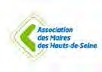 Association
des Maires
des Hauts-de-Seine